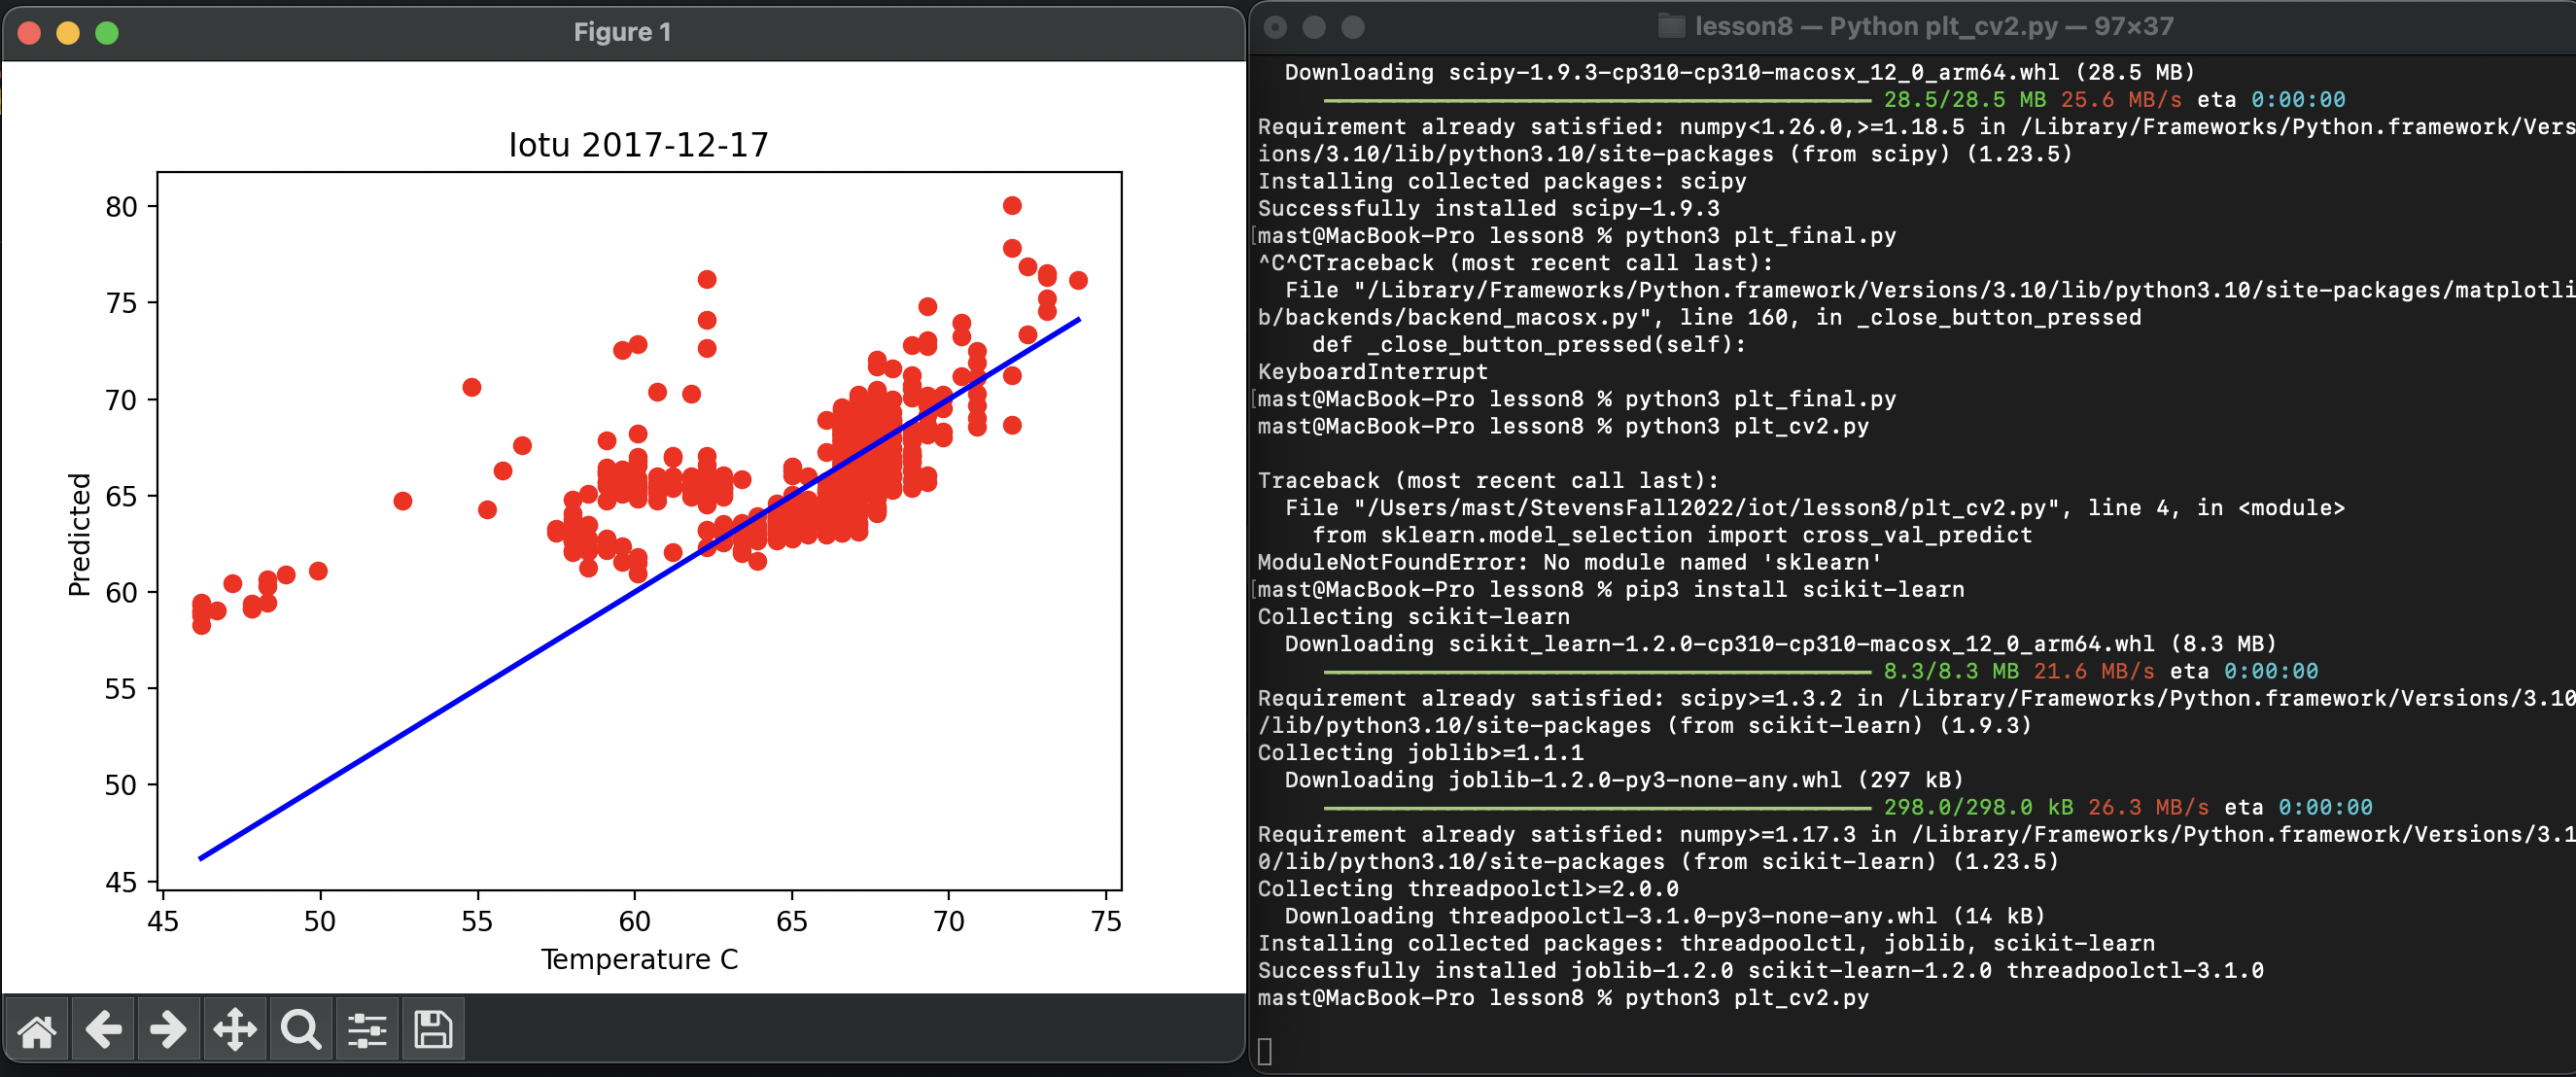 Figure 1
Iotu 2017-12-17
80
75
70
65
60
55
50
45
Predicted
45 50 55 60 65 70 75
Temperature C
lesson8 — Python plt_cv2.py — 97×37
Downloading scipy-1.9.3-cp310-cp310-macosx_12_0_arm64.whl (28.5 MB)
28.5/28.5 MB 25.6 MB/s eta 0:00:00
Requirement already satisfied: numpy<1.26.0,>=1.18.5 in /Library/Frameworks/Python.framework/Vers
ions/3.10/lib/python3.10/site-packages (from scipy) (1.23.5)
Installing collected packages: scipy
Successfully installed scipy-1.9.3
[mast@MacBook-Pro lesson8 % python3 plt_final.py
^C^CTraceback (most recent call last):
File "/Library/Frameworks/Python.framework/Versions/3.10/lib/python3.10/site-packages/matplotli
b/backends/backend_macosx.py", line 160, in _close_button_pressed
def _close_button_pressed(self):
KeyboardInterrupt
[mast@MacBook-Pro lesson8 % python3 plt_final.py
mast@MacBook-Pro lesson8 % python3 plt_cv2.py
Traceback (most recent call last):
File "/Users/mast/StevensFall2022/iot/lesson8/plt_cv2.py", line 4, in <module>
from sklearn.model_selection import cross_val_predict
ModuleNotFoundError: No module named 'sklearn'
[mast@MacBook-Pro lesson8 % pip3 install scikit-learn
Collecting scikit-learn
Downloading scikit_learn-1.2.0-cp310-cp310-macosx_12_0_arm64.whl (8.3 MB)
8.3/8.3 MB 21.6 MB/s eta 0:00:00
Requirement already satisfied: scipy>=1.3.2 in /Library/Frameworks/Python.framework/Versions/3.10
/lib/python3.10/site-packages (from scikit-learn) (1.9.3)
Collecting joblib>=1.1.1
Downloading joblib-1.2.0-py3-none-any.whl (297 kB)
298.0/298.0 kB 26.3 MB/s eta 0:00:00
Requirement already satisfied: numpy>=1.17.3 in /Library/Frameworks/Python.framework/Versions/3.1
0/lib/python3.10/site-packages (from scikit-learn) (1.23.5)
Collecting threadpoolctl>=2.0.0
Downloading threadpoolctl-3.1.0-py3-none-any.whl (14 kB)
Installing collected packages: threadpoolctl, joblib, scikit-learn
Successfully installed joblib-1.2.0 scikit-learn-1.2.0 threadpoolctl-3.1.0
mast@MacBook-Pro lesson8 % python3 plt_cv2.py